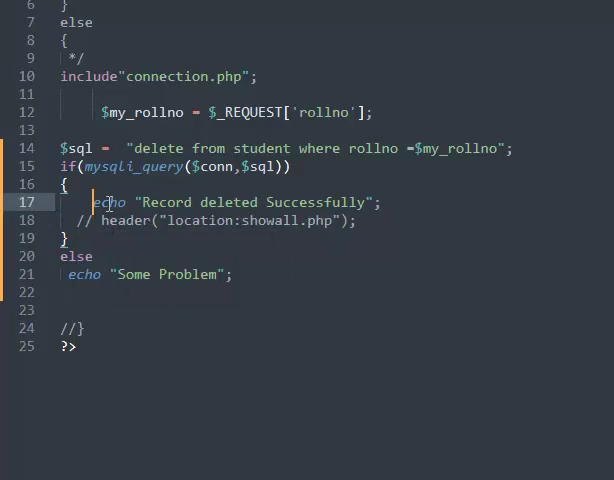 6 }
7 else
8 {
9 */
10 include"connection.php";
11
12 $my_rollno = $_REQUEST['rollno'];
13
14 $sql = "delete from student where rollno =$my_rollno";
15 if(mysqli_query($conn,$sql))
16 {
17 echo "Record deleted Successfully";
18 // header("location:showall.php");
19 }
20 else
21 echo "Some Problem";
22
23
24 //}
25 ?>